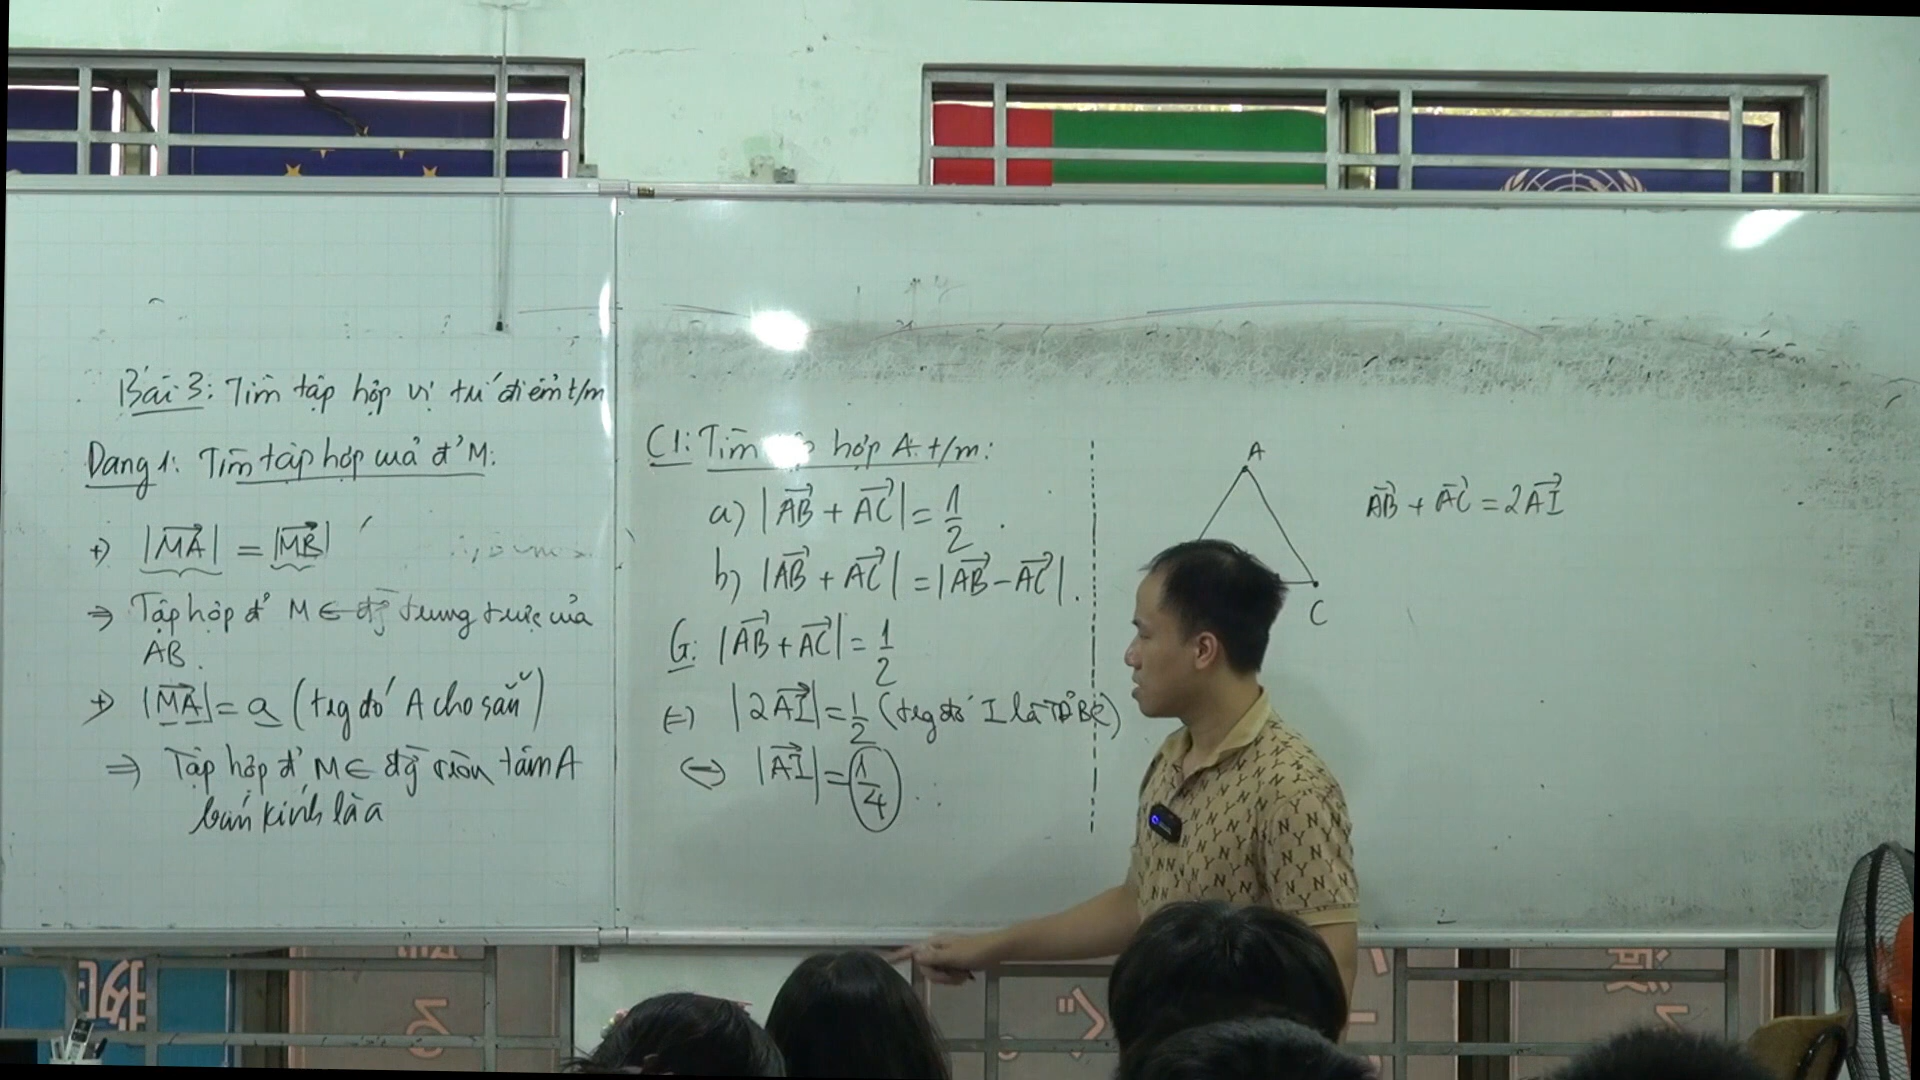 Bài 3: Tìm tập hợp vị trí điểm t/m
Dạng 1: Tìm tập hợp của đ' M:
+) |MA| = |MB|
⇒ Tập hợp đ' M ∈ đg trung trực của
AB.
+) |MA| = a (trg đó A cho sẵn)
⇒ Tập hợp đ' M ∈ đg tròn tâm A
bán kính là a
C1: Tìm hợp A t/m:
a) |AB + AC| = 1/2
b) |AB + AC| = |AB - AC|.
G: |AB + AC| = 1/2
⇔ |2AI| = 1/2 (trg đó I là TĐ BC)
⇔ |AI| = 1/4
A
C
AB + AC = 2AI